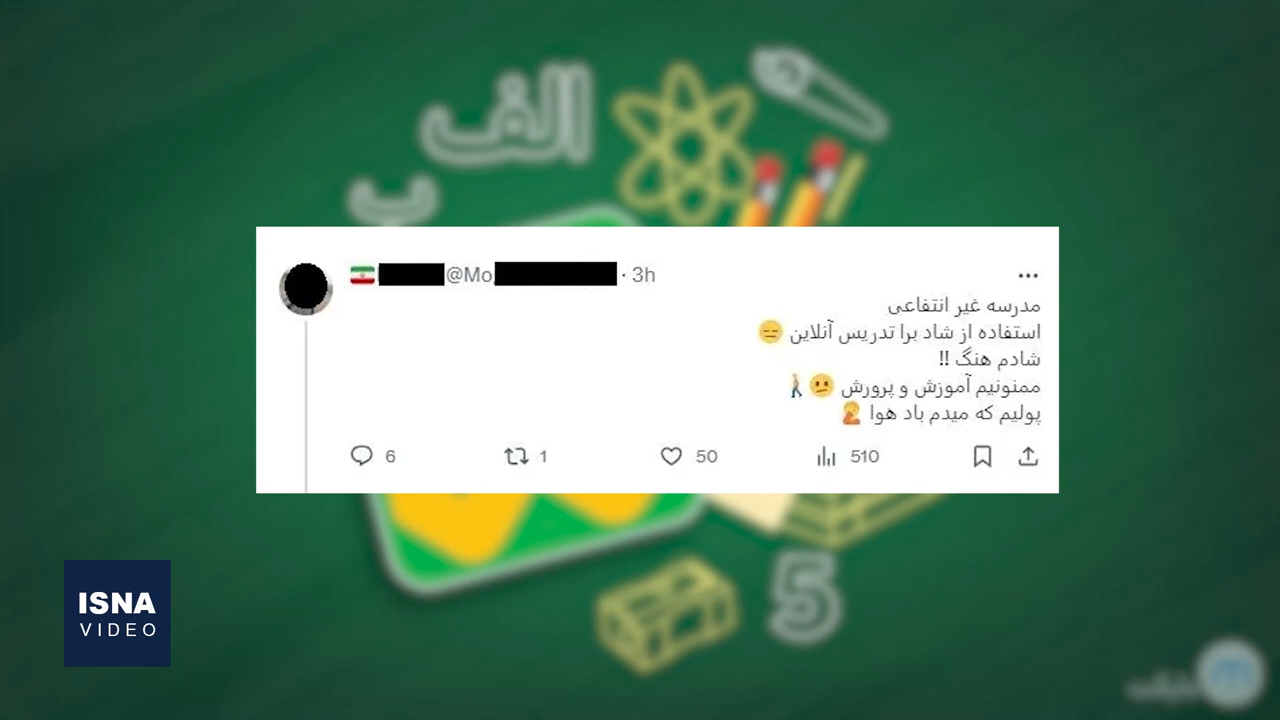 الف
ب
@Mo · 3h
مدرسه غیر انتفاعی
استفاده از شاد برا تدریس آنلاین 😑
شادم هنگ !!
ممنونیم آموزش و پرورش 🫤🚶
پولیم که میدم باد هوا 🤦
6 1 50 510
5
ISNA
VIDEO